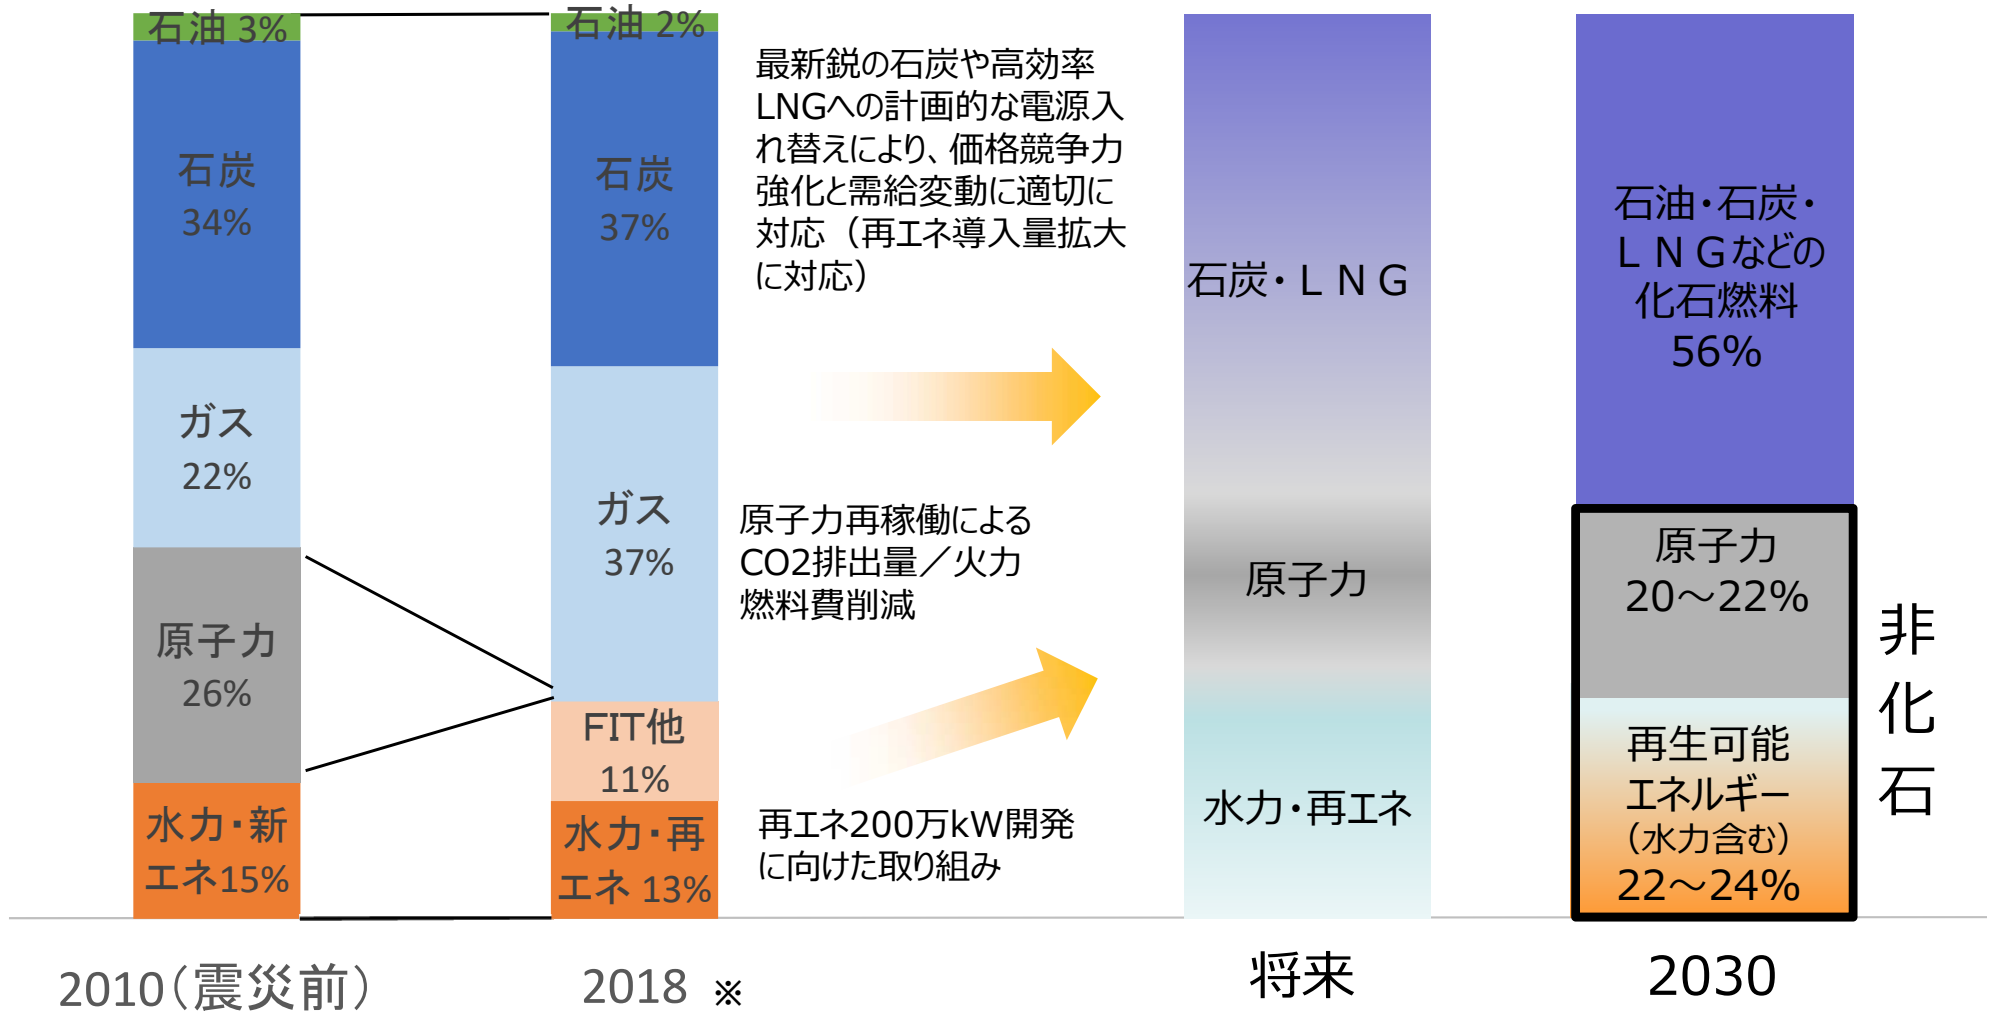 石油 3%
石炭
34%
ガス
22%
原子力
26%
水力・新
エネ15%
2010（震災前）
石油 2%
石炭
37%
ガス
37%
FIT他
11%
水力・再
エネ 13%
2018 ※
最新鋭の石炭や高効率
LNGへの計画的な電源入
れ替えにより、価格競争力
強化と需給変動に適切に
対応（再エネ導入量拡大
に対応）
原子力再稼働による
CO2排出量／火力
燃料費削減
再エネ200万kW開発
に向けた取り組み
石炭・ＬＮＧ
原子力
水力・再エネ
将来
石油・石炭・
ＬＮＧなどの
化石燃料
56%
原子力
20～22%
再生可能
エネルギー
（水力含む）
22～24%
2030
非化石